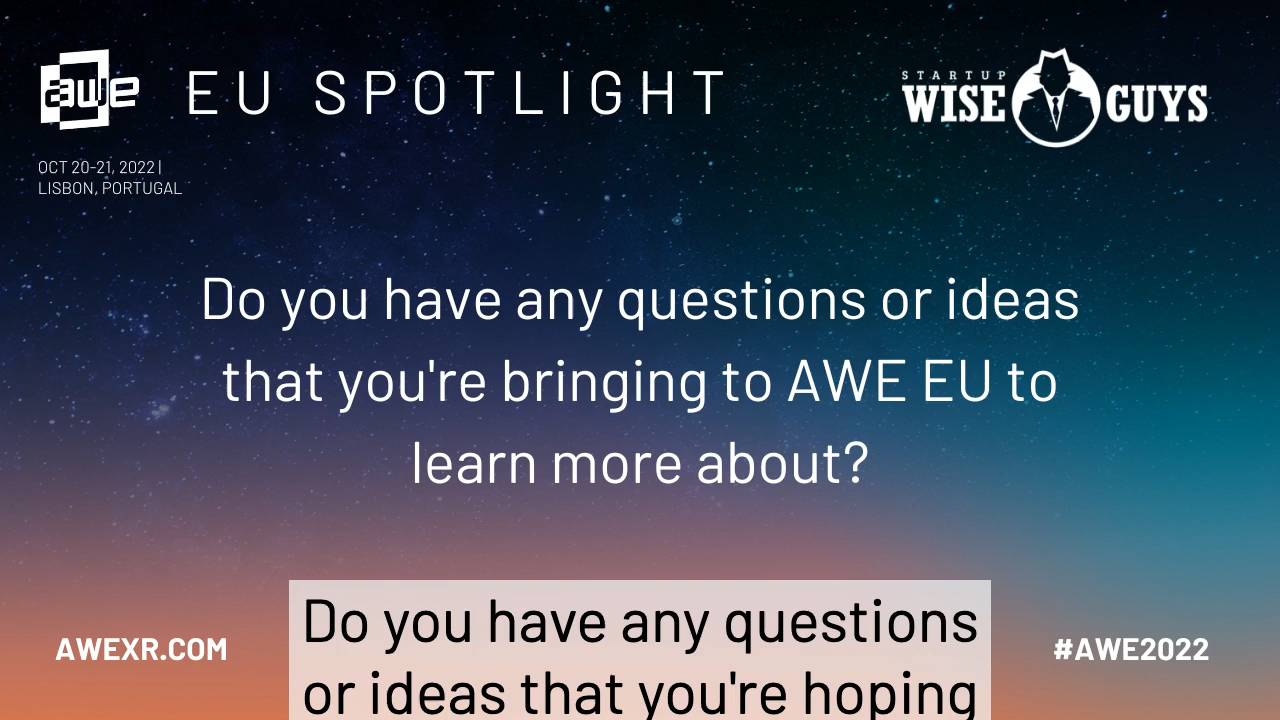 awe
EU SPOTLIGHT
STARTUP
WISE GUYS
OCT 20-21, 2022 |
LISBON, PORTUGAL
Do you have any questions or ideas
that you're bringing to AWE EU to
learn more about?
Do you have any questions
or ideas that you're hoping
AWEXR.COM
#AWE2022